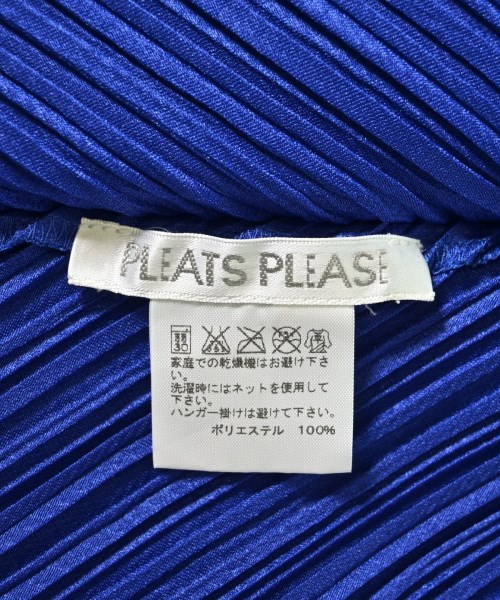 PLEATS PLEASE
30
家庭での乾燥機はお避け下さ
い。
洗濯時にはネットを使用して
下さい。
ハンガー掛けは避けて下さい。
ポリエステル 100%